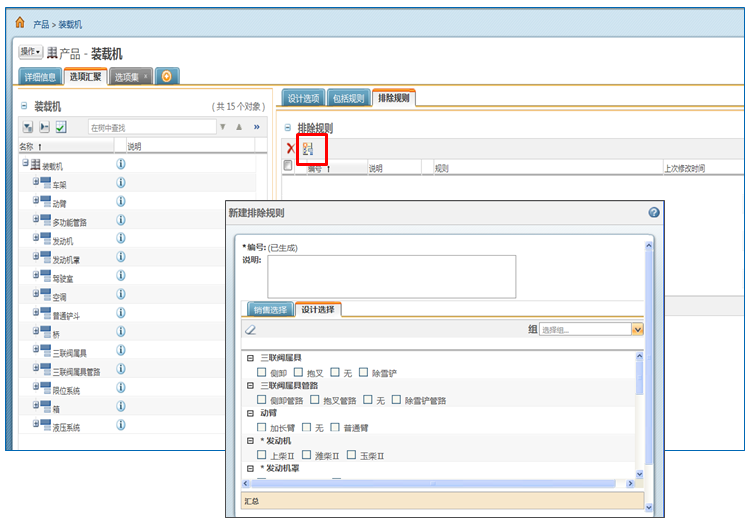 产品 > 装载机
操作
产品 - 装载机
详细信息 选项汇聚 选项集
装载机 ( 共 15 个对象 )
在树中查找
名称 ↑ 说明
装载机
车架
动臂
多功能管路
发动机
发动机罩
驾驶室
空调
普通铲斗
桥
三联阀属具
三联阀属具管路
限位系统
箱
液压系统
设计选项 包括规则 排除规则
排除规则
编号 ↑ 说明 规则 上次修改时间
新建排除规则
*编号: (已生成)
说明:
销售选择 设计选择
组 选择组...
三联阀属具
侧卸 抱叉 无 除雪铲
三联阀属具管路
侧卸管路 抱叉管路 无 除雪铲管路
动臂
加长臂 无 普通臂
* 发动机
上柴II 潍柴II 玉柴II
* 发动机罩
汇总